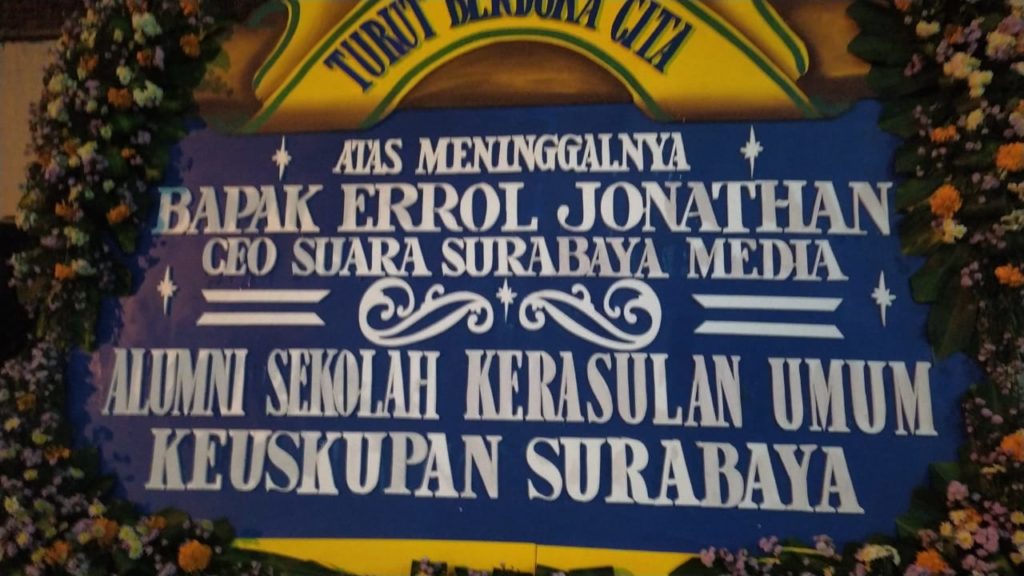 TURUT BERDUKA CITA
ATAS MENINGGALNYA
BAPAK ERROL JONATHAN
CEO SUARA SURABAYA MEDIA
ALUMNI SEKOLAH KERASULAN UMUM
KEUSKUPAN SURABAYA